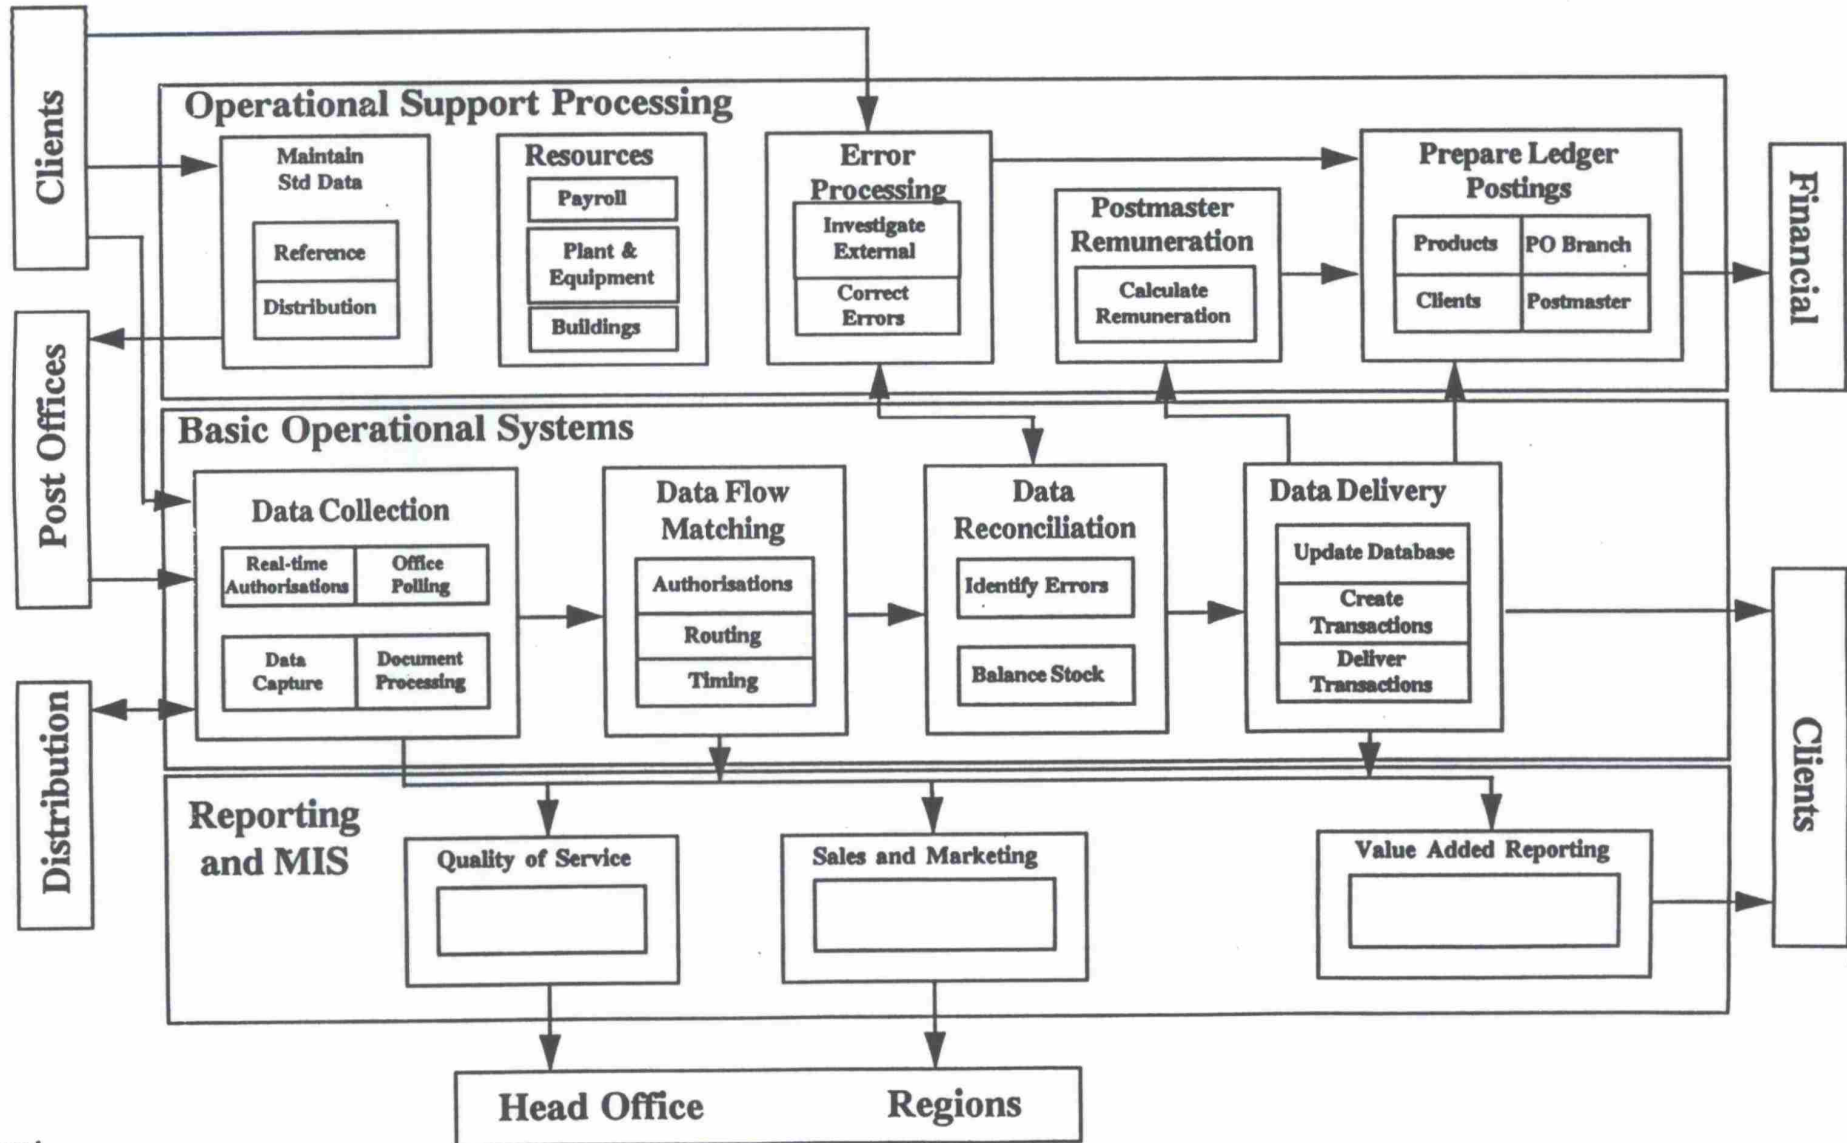 Clients
Post Offices
Distribution
Operational Support Processing
Maintain
Std Data
Reference
Distribution
Resources
Payroll
Plant &
Equipment
Buildings
Error
Processing
Investigate
External
Correct
Errors
Postmaster
Remuneration
Calculate
Remuneration
Prepare Ledger
Postings
Products
PO Branch
Clients
Postmaster
Financial
Basic Operational Systems
Data Collection
Real-time
Authorisations
Office
Polling
Data
Capture
Document
Processing
Data Flow
Matching
Authorisations
Routing
Timing
Data
Reconciliation
Identify Errors
Balance Stock
Data Delivery
Update Database
Create
Transactions
Deliver
Transactions
Clients
Reporting
and MIS
Quality of Service
Sales and Marketing
Value Added Reporting
Head Office
Regions